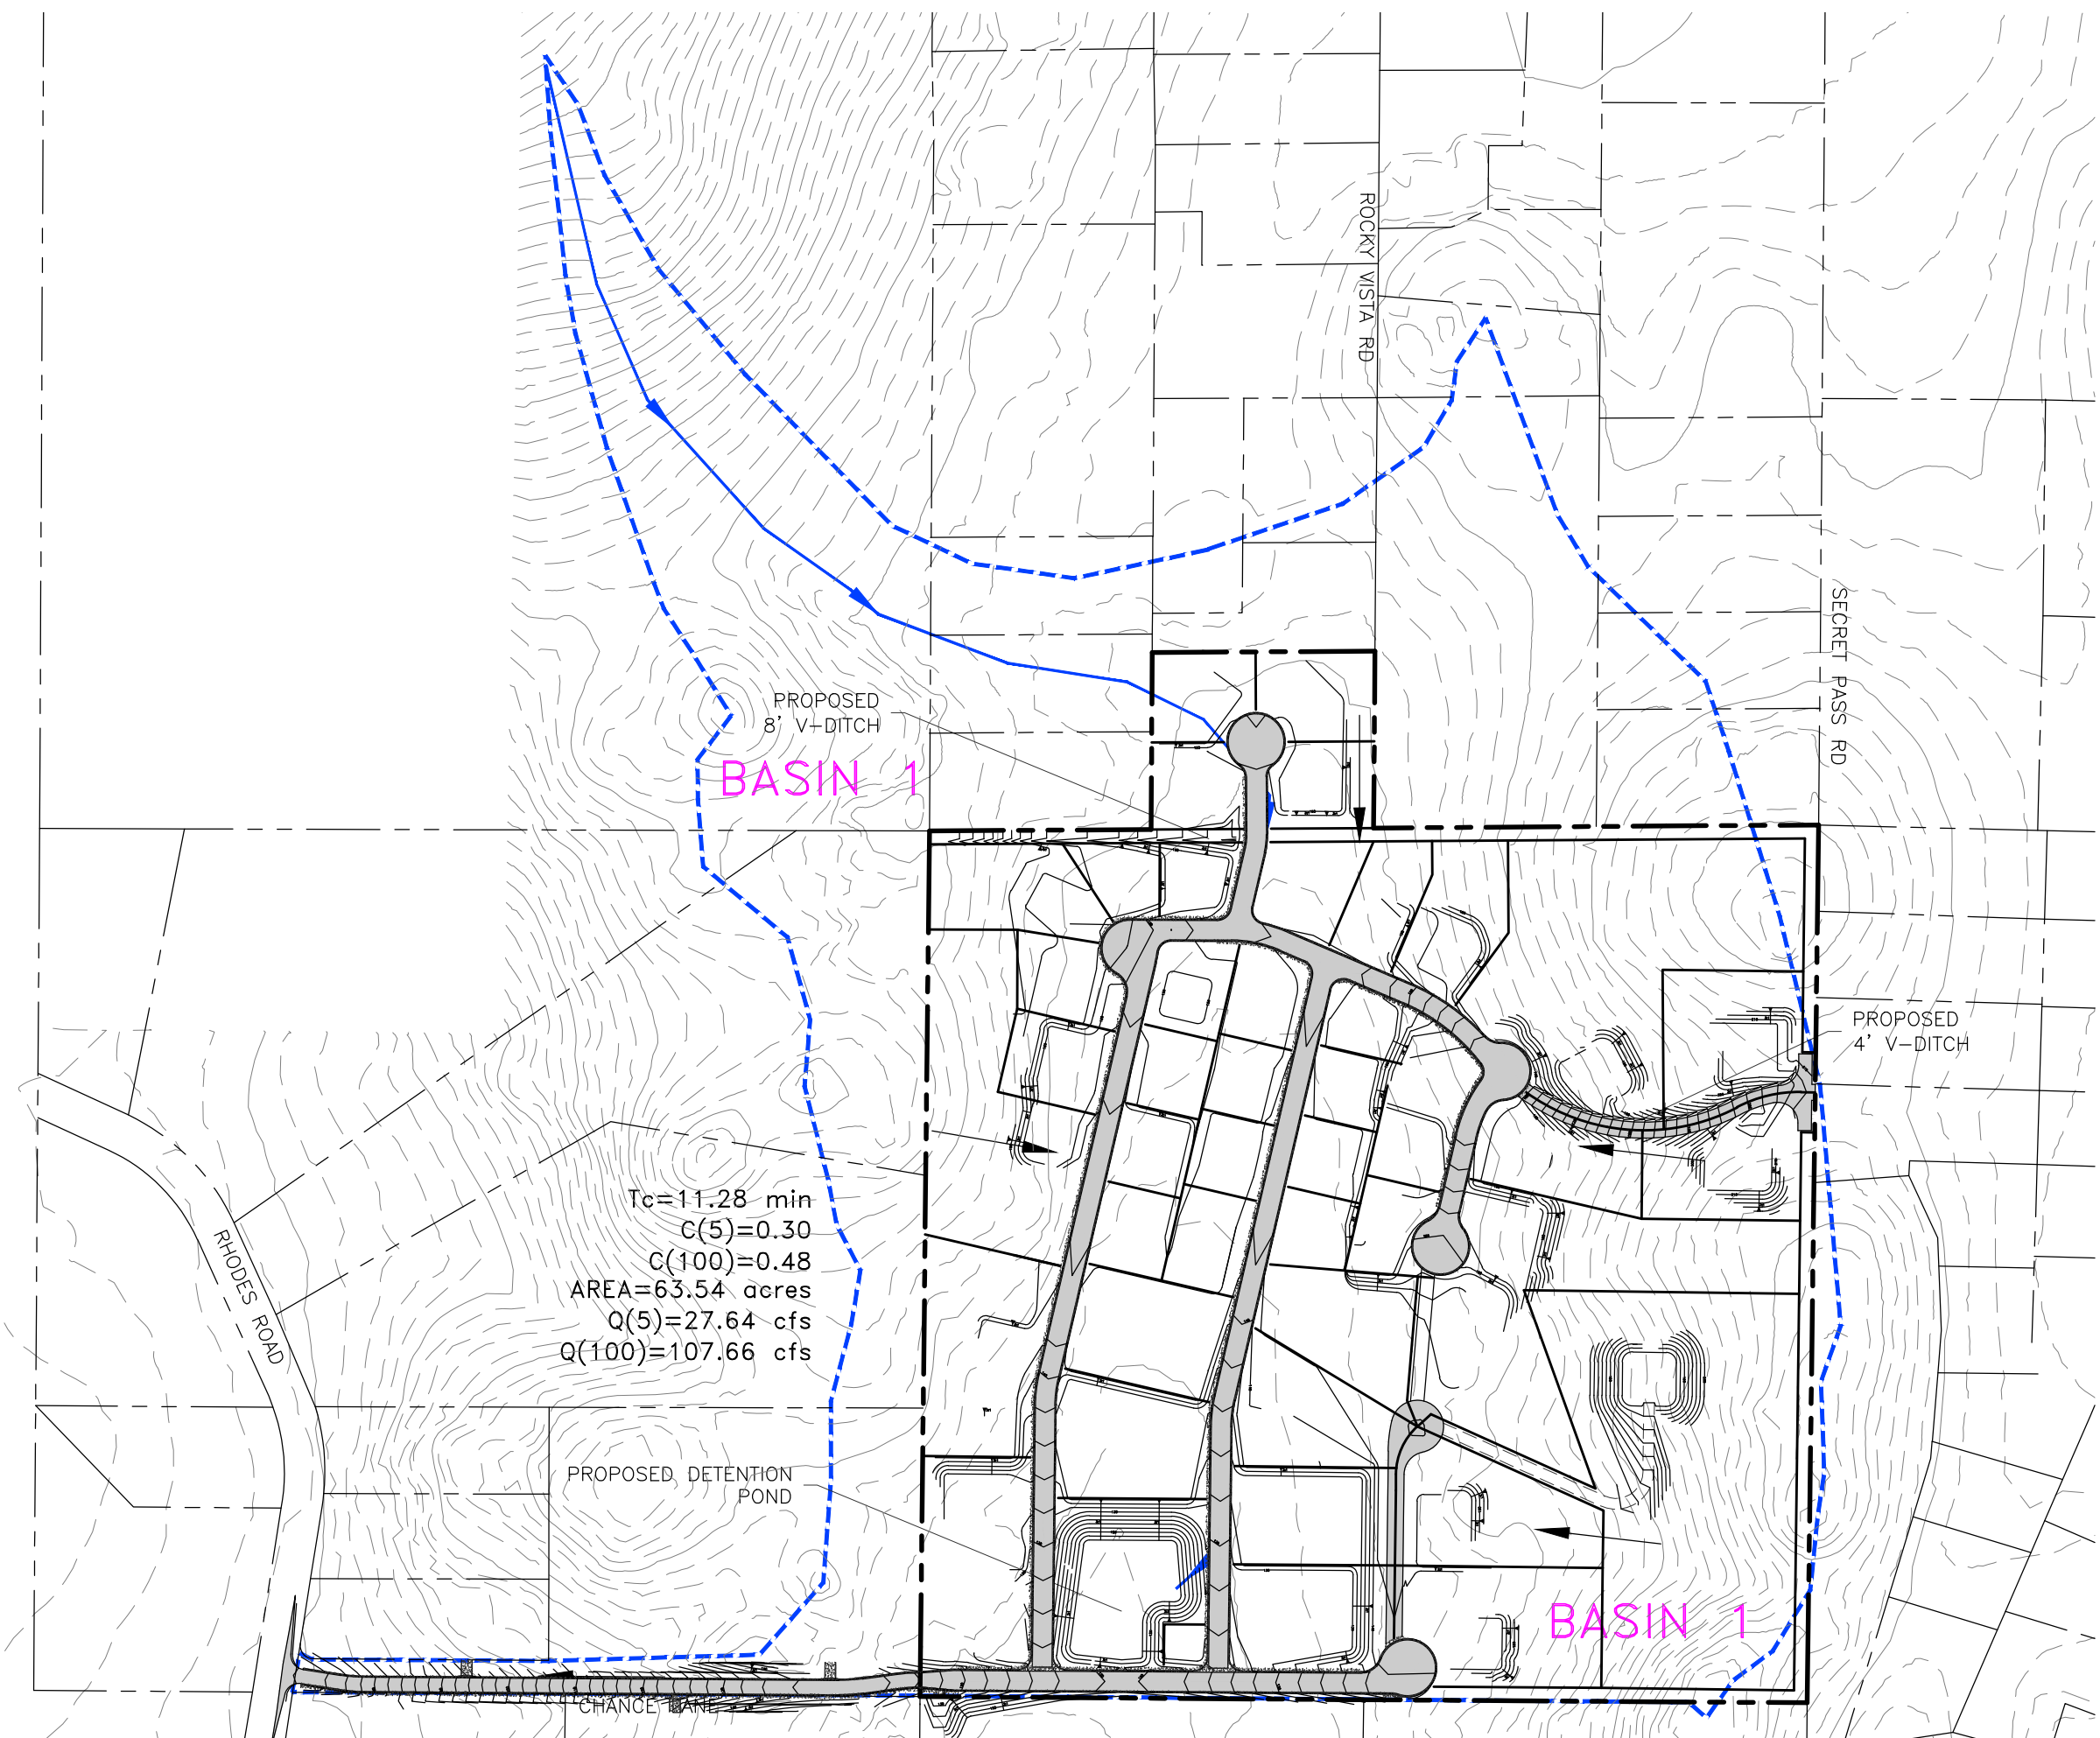 ROCKY VISTA RD
SECRET PASS RD
PROPOSED
8' V-DITCH
BASIN 1
PROPOSED
4' V-DITCH
Tc=11.28 min
C(5)=0.30
C(100)=0.48
AREA=63.54 acres
Q(5)=27.64 cfs
Q(100)=107.66 cfs
RHODES ROAD
PROPOSED DETENTION
POND
BASIN 1
CHANCE LANE